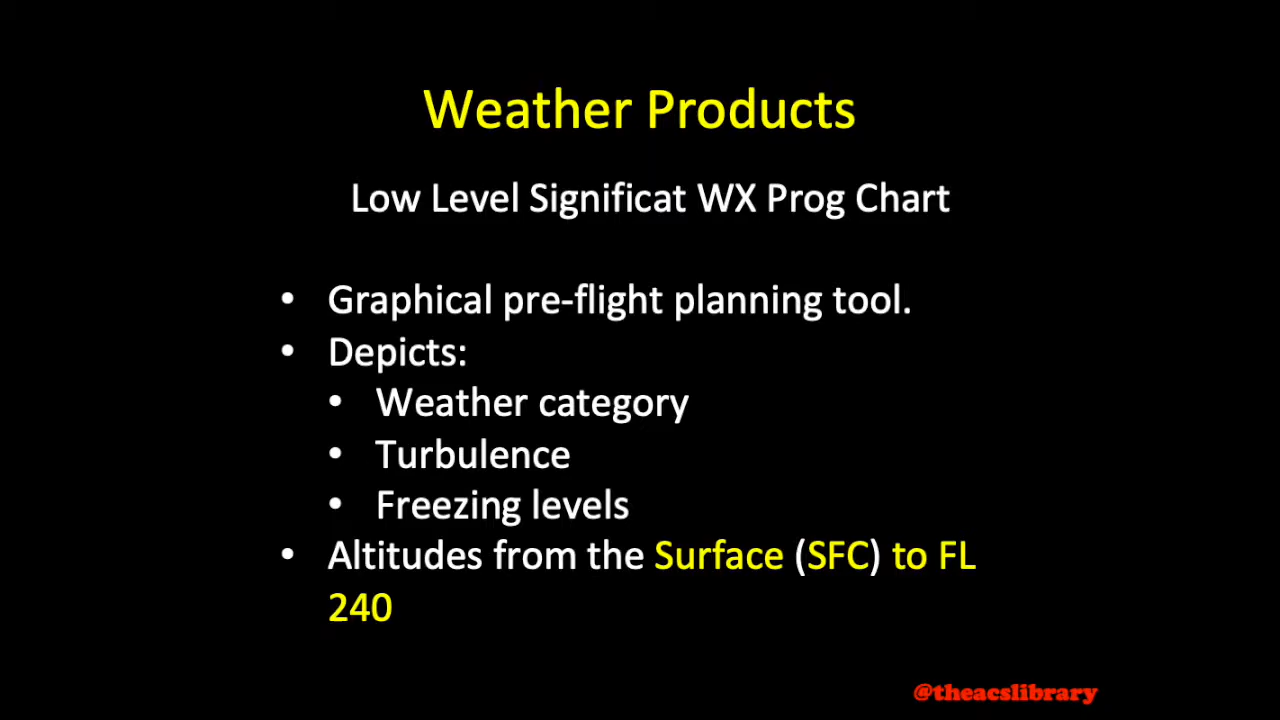 Weather Products
Low Level Significat WX Prog Chart
• Graphical pre-flight planning tool.
• Depicts:
• Weather category
• Turbulence
• Freezing levels
• Altitudes from the Surface (SFC) to FL
240
@theacslibrary